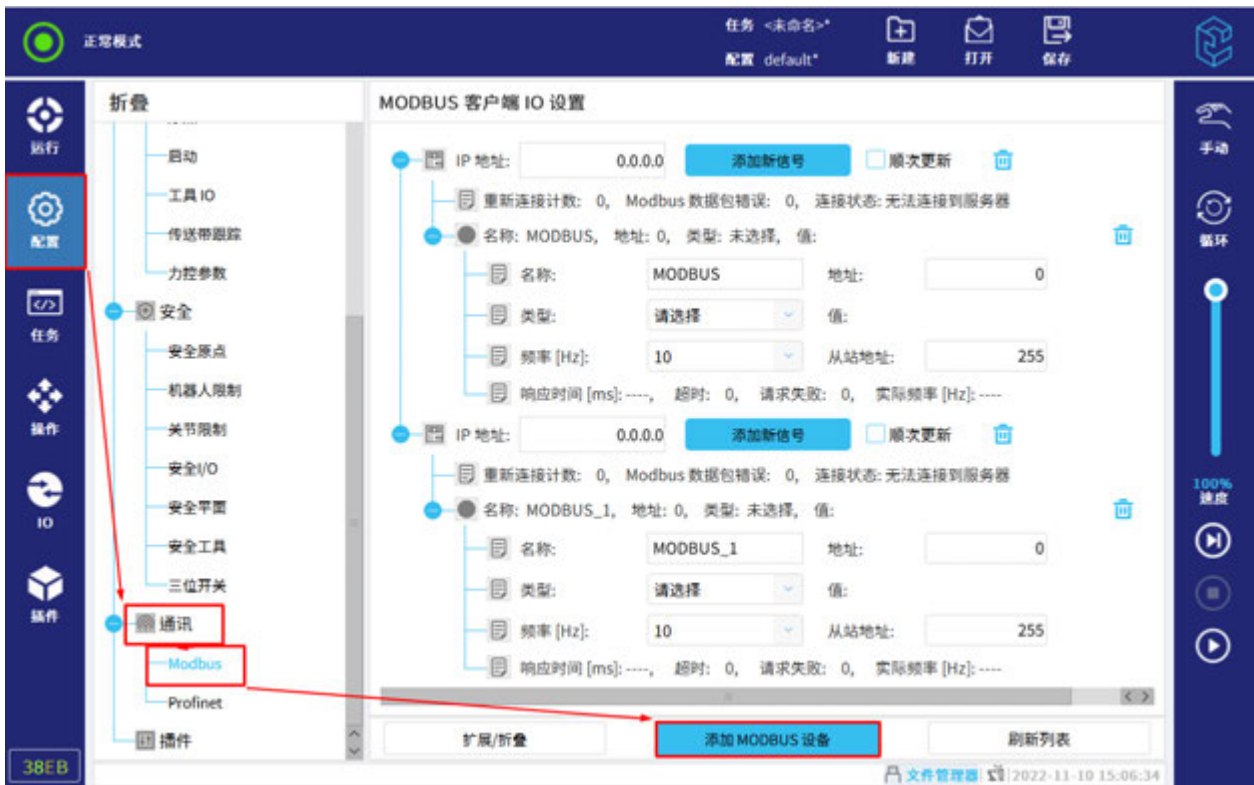 正常模式
任务 <未命名>*
配置 default*
新建
打开
保存
运行
配置
任务
操作
IO
插件
38EB
折叠
启动
工具 IO
传送带跟踪
力控参数
安全
安全原点
机器人限制
关节限制
安全I/O
安全平面
安全工具
三位开关
通讯
Modbus
Profinet
插件
MODBUS 客户端 IO 设置
IP 地址: 0.0.0.0 添加新信号 顺次更新
重新连接计数: 0, Modbus 数据包错误: 0, 连接状态: 无法连接到服务器
名称: MODBUS, 地址: 0, 类型: 未选择, 值:
名称: MODBUS 地址: 0
类型: 请选择 值:
频率 [Hz]: 10 从站地址: 255
响应时间 [ms]: ----, 超时: 0, 请求失败: 0, 实际频率 [Hz]: ----
IP 地址: 0.0.0.0 添加新信号 顺次更新
重新连接计数: 0, Modbus 数据包错误: 0, 连接状态: 无法连接到服务器
名称: MODBUS_1, 地址: 0, 类型: 未选择, 值:
名称: MODBUS_1 地址: 0
类型: 请选择 值:
频率 [Hz]: 10 从站地址: 255
响应时间 [ms]: ----, 超时: 0, 请求失败: 0, 实际频率 [Hz]: ----
扩展/折叠 添加 MODBUS 设备 刷新列表
文件管理器 2022-11-10 15:06:34
手动
循环
100%
速度